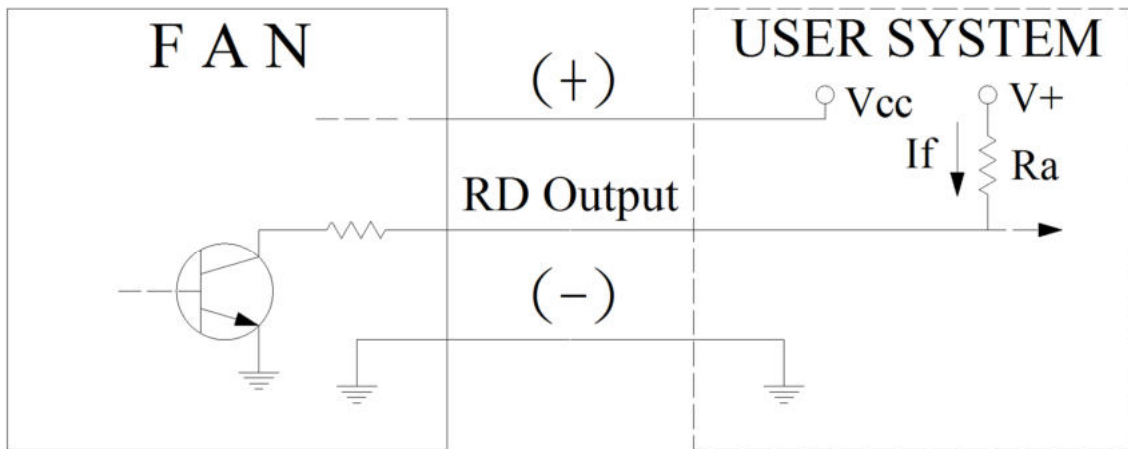 F A N
USER SYSTEM
(+)
Vcc
V+
If
Ra
RD Output
(-)